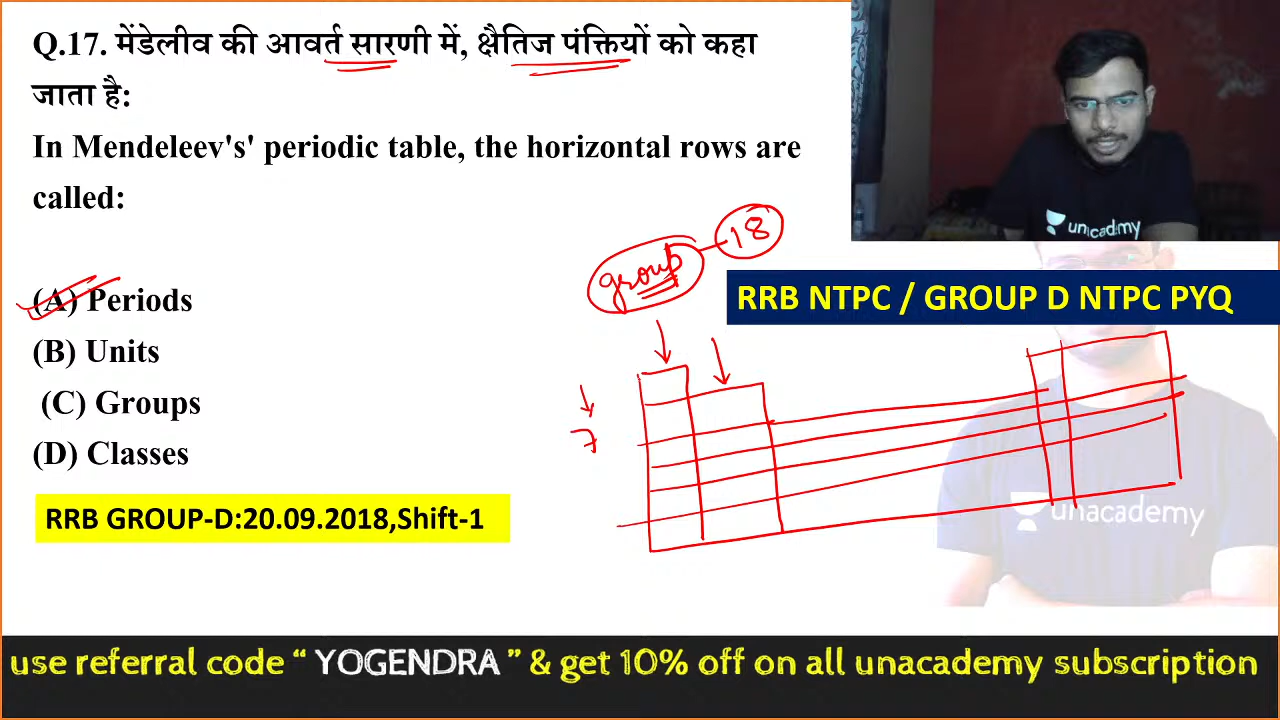 Q.17. मेंडेलीव की आवर्त सारणी में, क्षैतिज पंक्तियों को कहा
जाता है:
In Mendeleev's' periodic table, the horizontal rows are
called:
(A) Periods
(B) Units
(C) Groups
(D) Classes
RRB GROUP-D:20.09.2018,Shift-1
group 18
7
unacademy
RRB NTPC / GROUP D NTPC PYQ
unacademy
use referral code “ YOGENDRA ” & get 10% off on all unacademy subscription